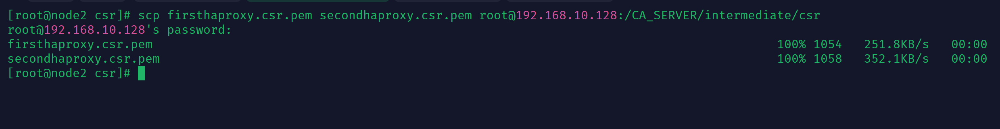 [root@node2 csr]# scp firsthaproxy.csr.pem secondhaproxy.csr.pem root@192.168.10.128:/CA_SERVER/intermediate/csr
root@192.168.10.128's password:
firsthaproxy.csr.pem 100% 1054 251.8KB/s 00:00
secondhaproxy.csr.pem 100% 1058 352.1KB/s 00:00
[root@node2 csr]#